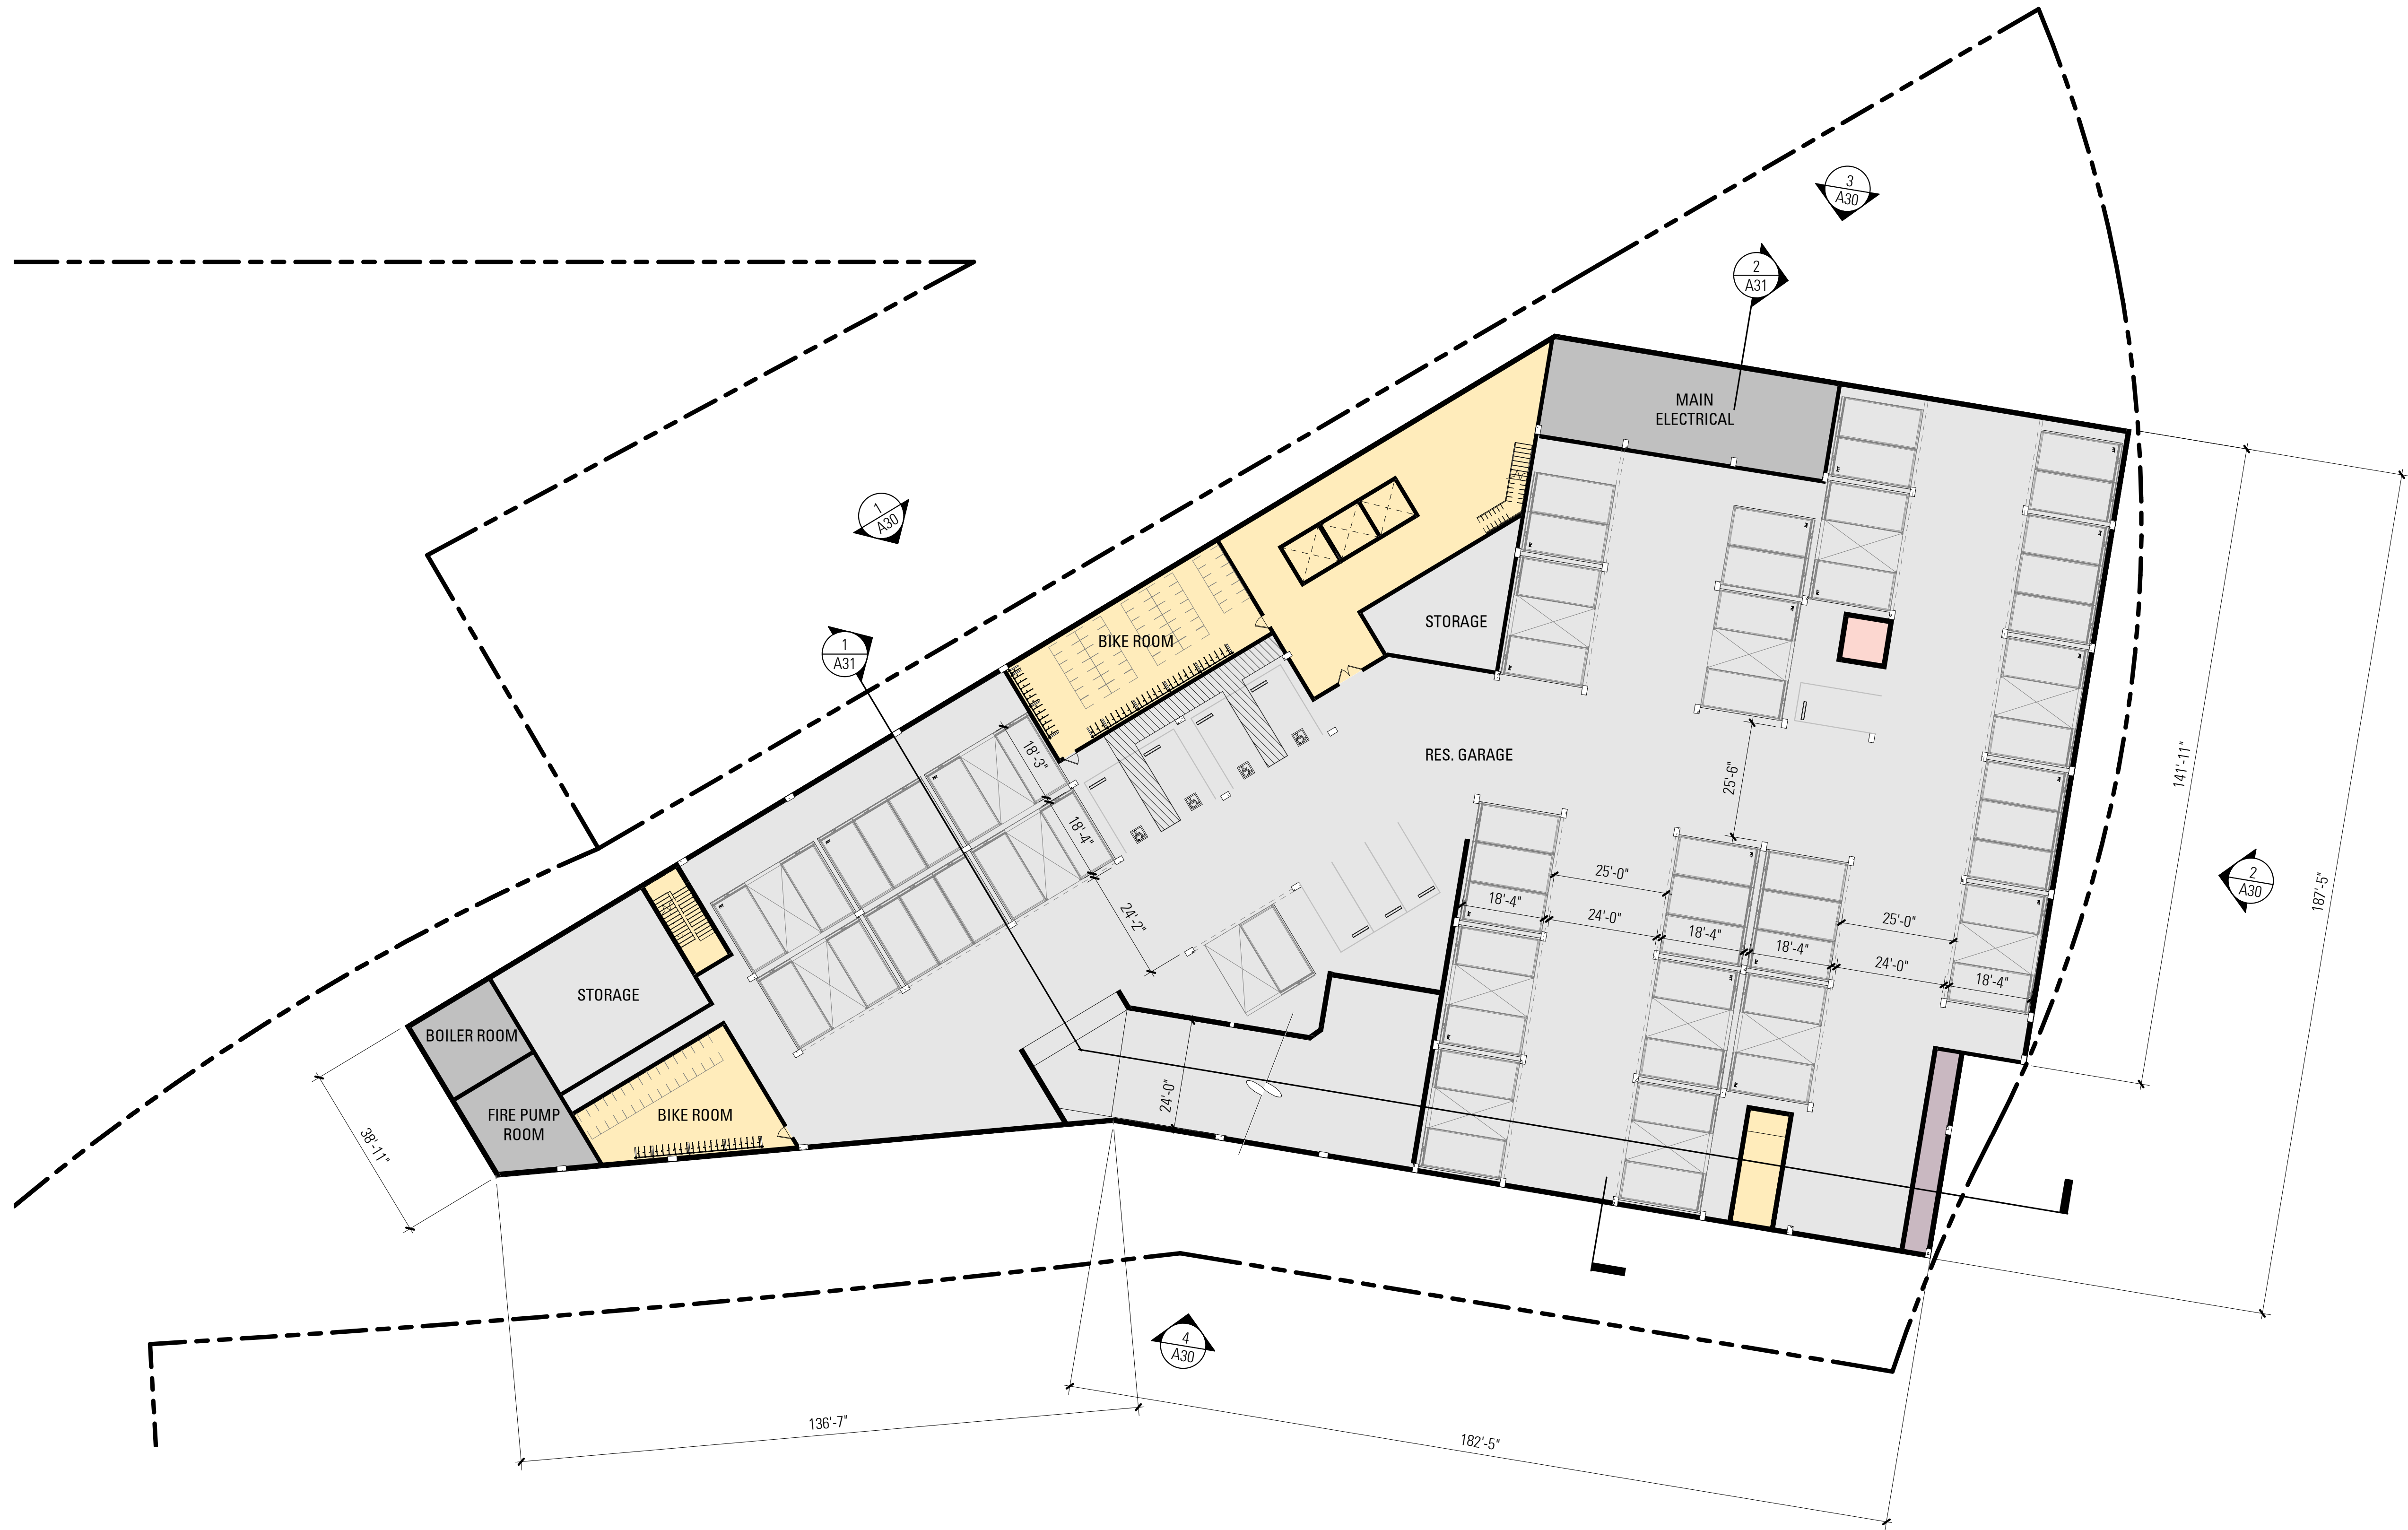 3
A30
2
A31
MAIN
ELECTRICAL
1
A30
141'-11"
187'-5"
BIKE ROOM
STORAGE
1
A31
RES. GARAGE
18'-3"
18'-4"
25'-6"
24'-2"
25'-0"
18'-4"
24'-0"
18'-4"
18'-4"
25'-0"
24'-0"
18'-4"
2
A30
STORAGE
BOILER ROOM
FIRE PUMP
ROOM
BIKE ROOM
24'-0"
38'-11"
4
A30
136'-7"
182'-5"